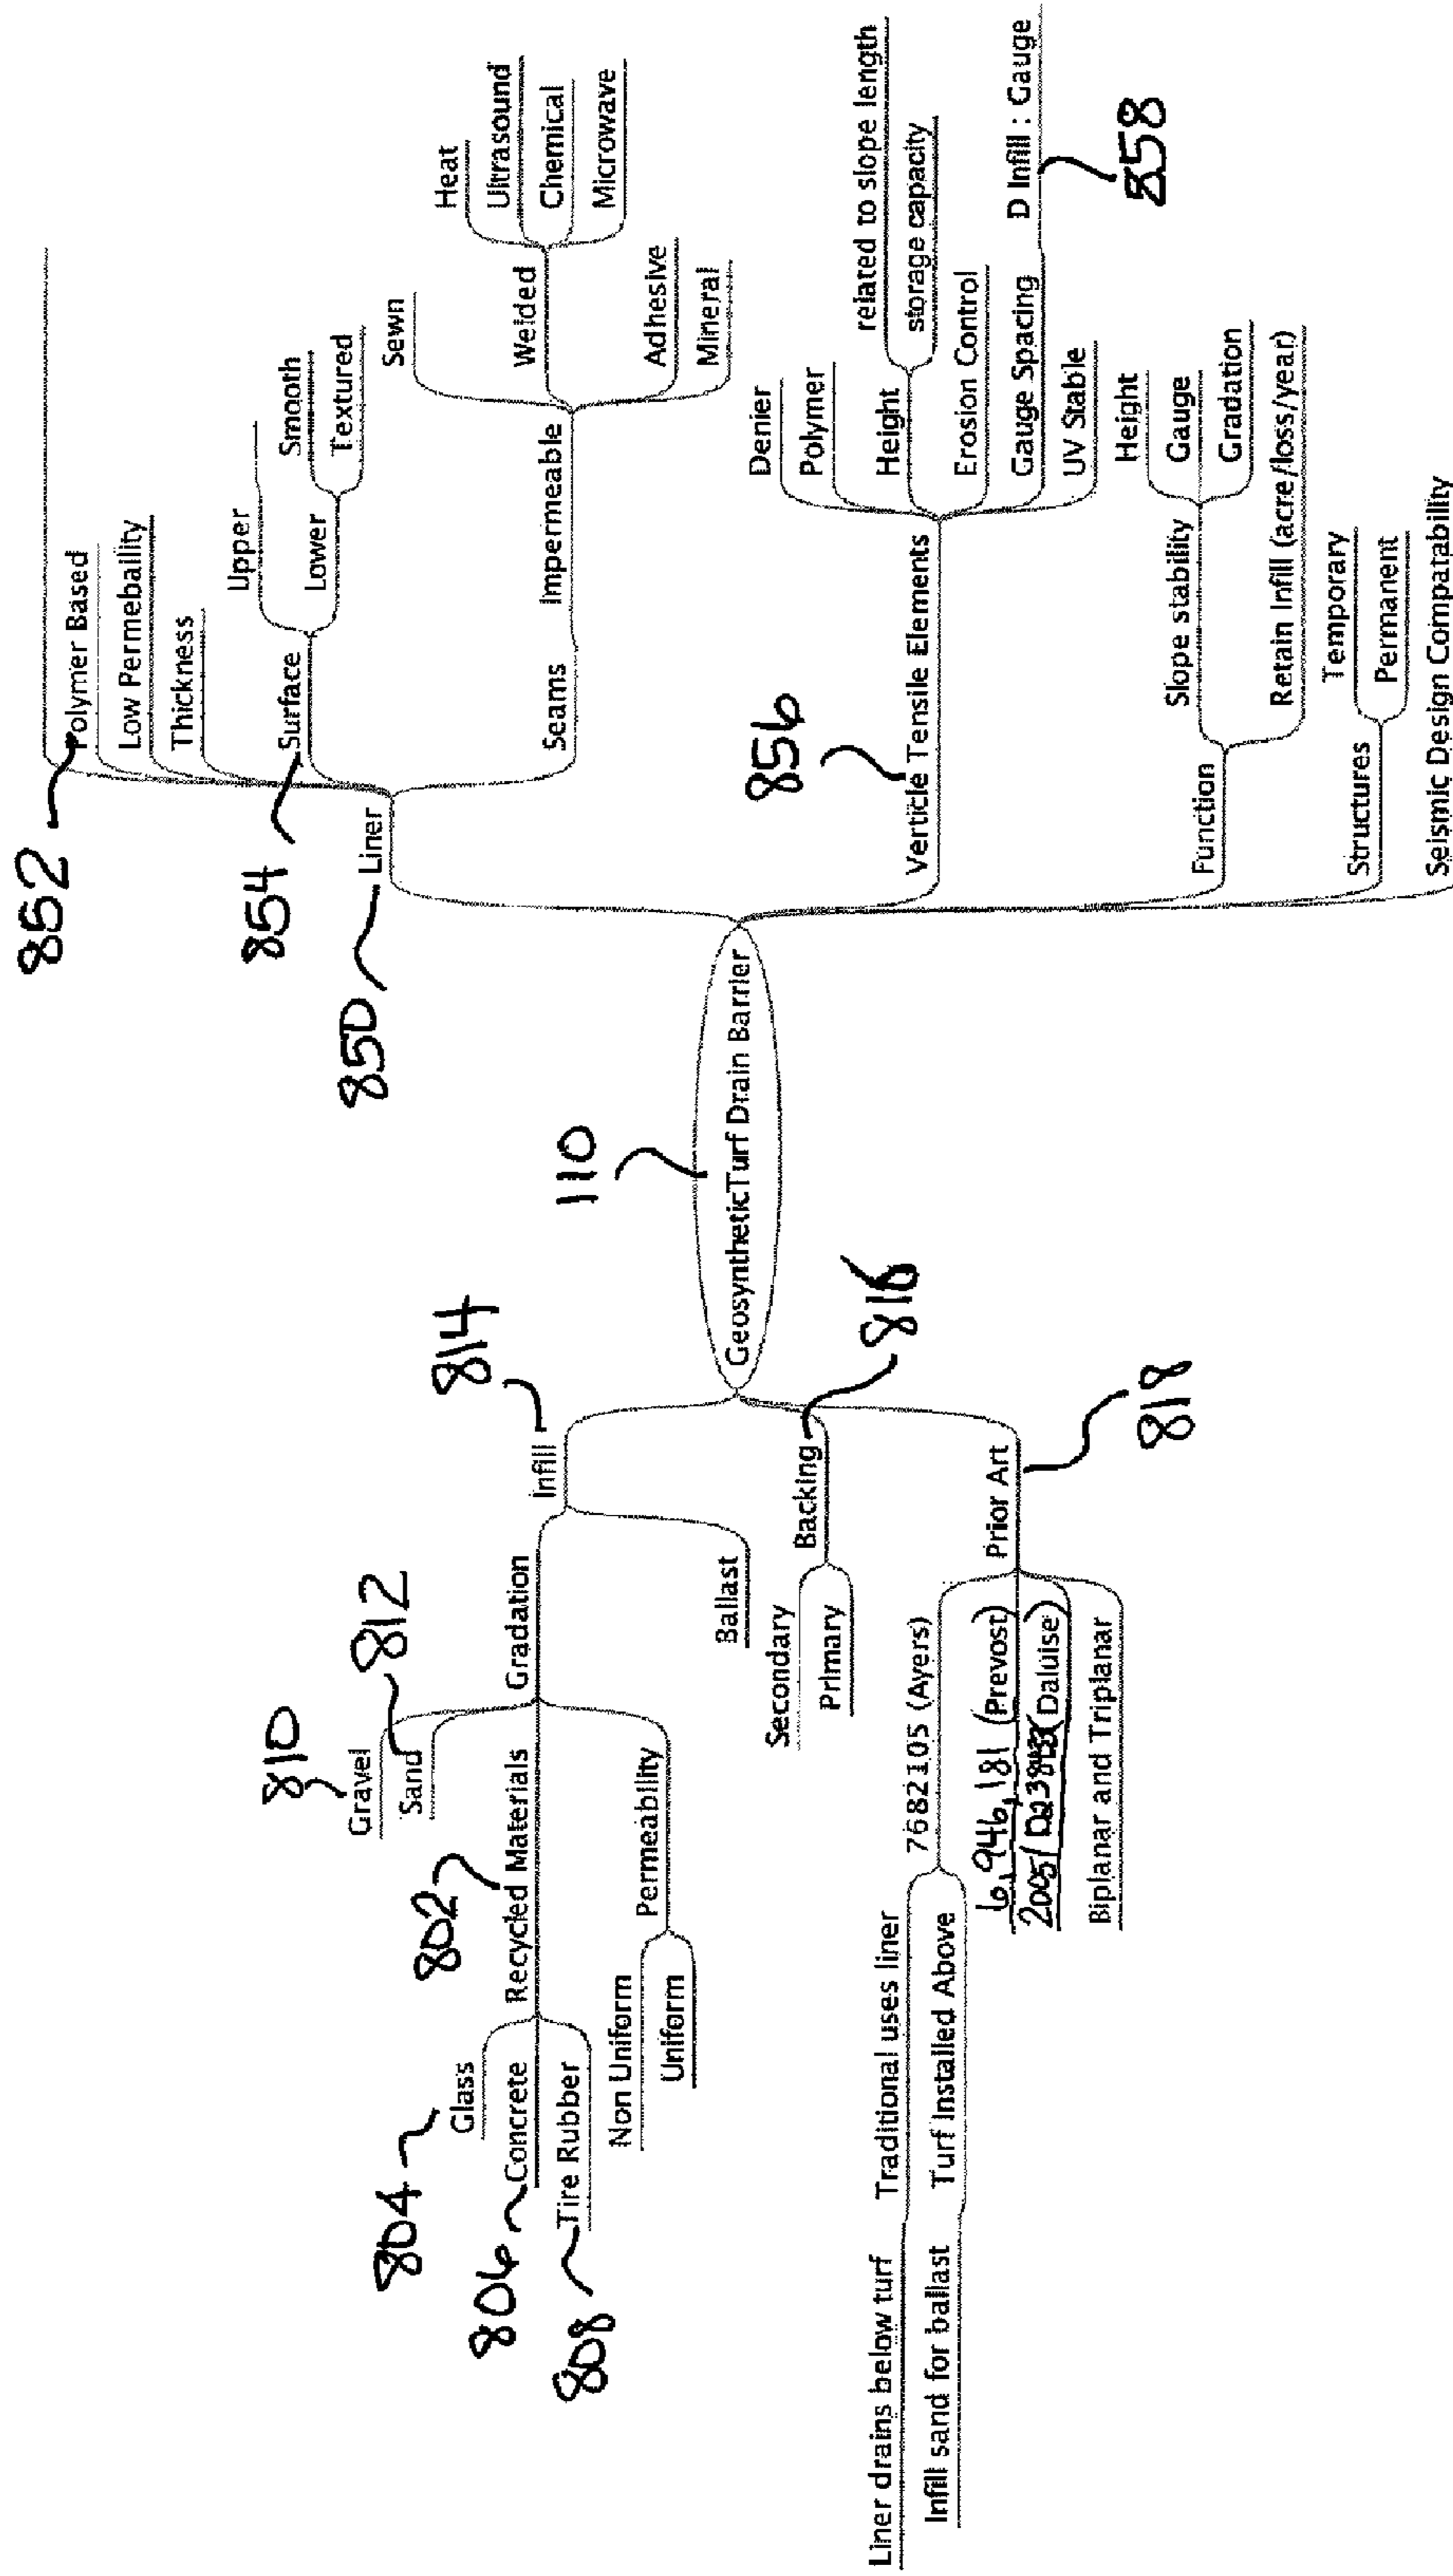 852
Polymer Based
Low Permebaility
Thickness
854
Surface
Upper
Lower
Smooth
Textured
850
Liner
Seams
Impermeable
Sewn
Welded
Heat
Ultrasound
Chemical
Microwave
Adhesive
Mineral
110
GeosyntheticTurf Drain Barrier
856
Verticle Tensile Elements
Denier
Polymer
Height
related to slope length
storage capacity
Erosion Control
Gauge Spacing
D Infill : Gauge
858
UV Stable
Function
Slope stability
Height
Gauge
Gradation
Retain Infill (acre/loss/year)
Structures
Temporary
Permanent
Seismic Design Compatability
814
Infill
Gradation
810
Gravel
812
Sand
802
Recycled Materials
804
Glass
806
Concrete
808
Tire Rubber
Permeability
Non Uniform
Uniform
Ballast
816
Backing
Secondary
Primary
818
Prior Art
7682105 (Ayers)
Traditional uses liner
Liner drains below turf
Turf Installed Above
Infill sand for ballast
6,946,181 (Prevost)
(Daluise)
Biplanar and Triplanar